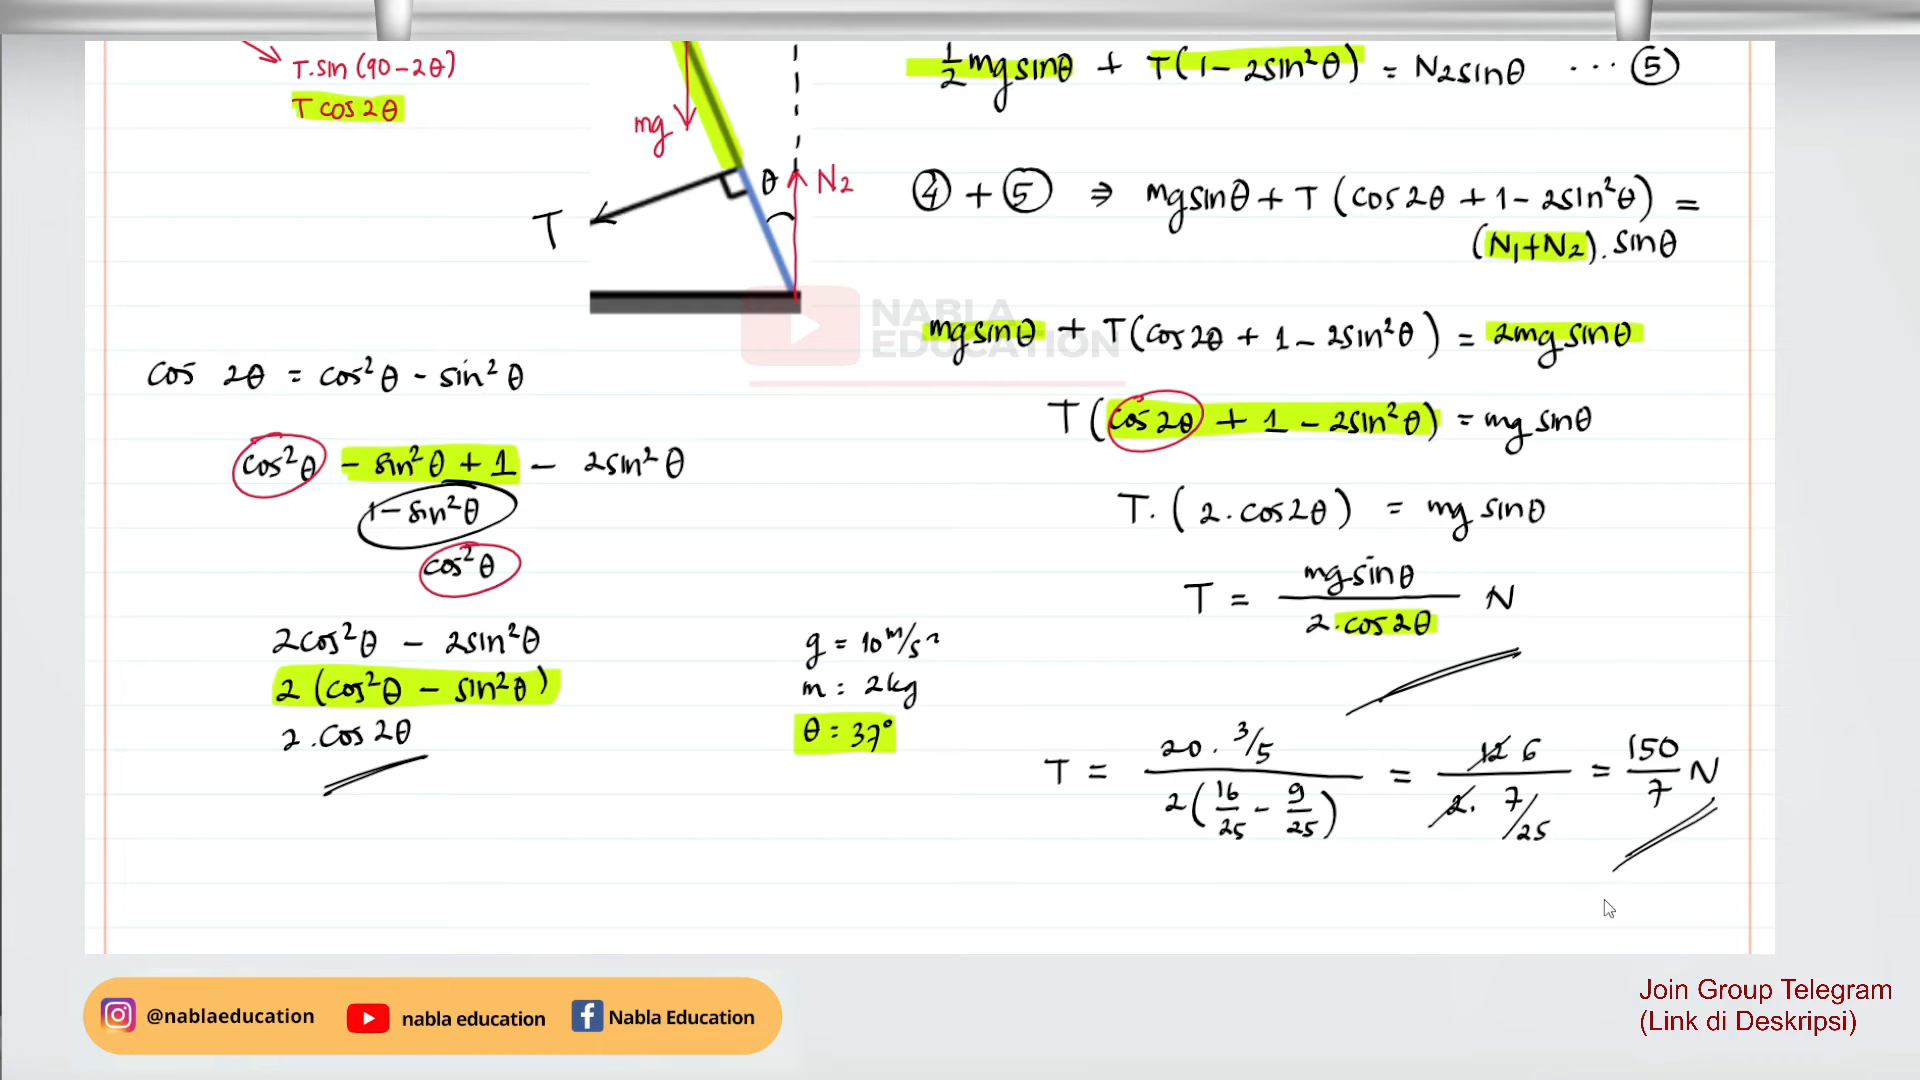 T.sin (90-2θ)
T cos 2θ
mg
θ
N2
T
cos 2θ = cos²θ - sin²θ
cos²θ - sin²θ + 1 - 2sin²θ
1 - sin²θ
cos²θ
2cos²θ - 2sin²θ
2 (cos²θ - sin²θ)
2 . cos 2θ
g = 10 m/s²
m : 2 kg
θ = 37°
1/2 mg sinθ + T(1 - 2sin²θ) = N2 sinθ ... ⑤
④ + ⑤ ⇒ mg sinθ + T (cos 2θ + 1 - 2sin²θ) =
(N1+N2). sinθ
mg sinθ + T(cos 2θ + 1 - 2sin²θ) = 2mg sinθ
T (cos 2θ + 1 - 2sin²θ) = mg sinθ
T. (2. cos 2θ) = mg sinθ
T = mg sinθ / 2. cos 2θ N
T = 20 . 3/5 / 2(16/25 - 9/25) = 12 6 / 2. 7/25 = 150/7 N
NABLA
EDUCATION
@nablaeducation
nabla education
Nabla Education
Join Group Telegram
(Link di Deskripsi)